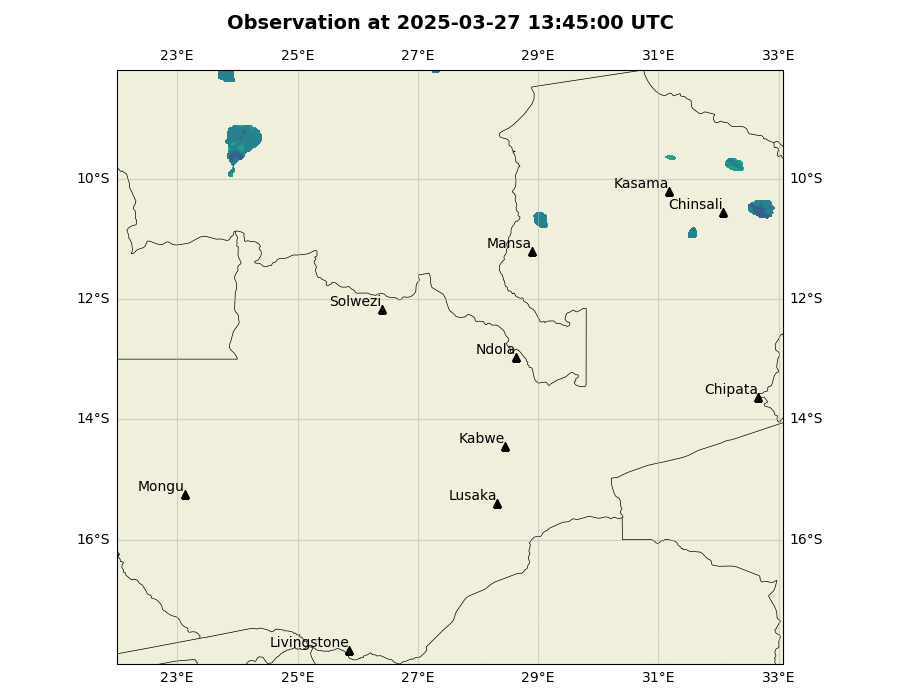 Observation at 2025-03-27 13:45:00 UTC
23°E 25°E 27°E 29°E 31°E 33°E
10°S 10°S
Kasama
Chinsali
Mansa
12°S 12°S
Solwezi
Ndola
Chipata
14°S 14°S
Kabwe
Mongu
Lusaka
16°S 16°S
Livingstone
23°E 25°E 27°E 29°E 31°E 33°E